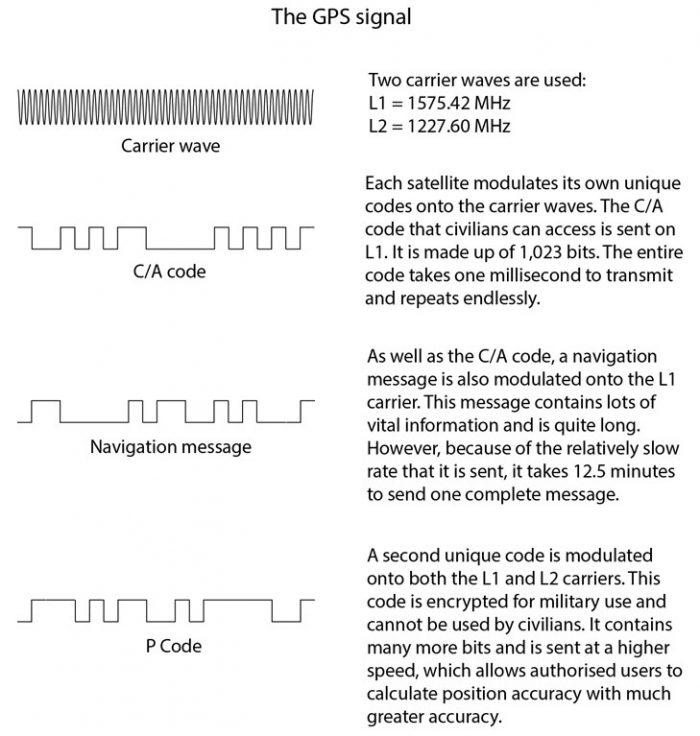 The GPS signal
Two carrier waves are used:
L1 = 1575.42 MHz
L2 = 1227.60 MHz
Carrier wave
Each satellite modulates its own unique
codes onto the carrier waves. The C/A
code that civilians can access is sent on
L1. It is made up of 1,023 bits. The entire
code takes one millisecond to transmit
and repeats endlessly.
C/A code
As well as the C/A code, a navigation
message is also modulated onto the L1
carrier. This message contains lots of
vital information and is quite long.
However, because of the relatively slow
rate that it is sent, it takes 12.5 minutes
to send one complete message.
Navigation message
A second unique code is modulated
onto both the L1 and L2 carriers. This
code is encrypted for military use and
cannot be used by civilians. It contains
many more bits and is sent at a higher
speed, which allows authorised users to
calculate position accuracy with much
greater accuracy.
P Code